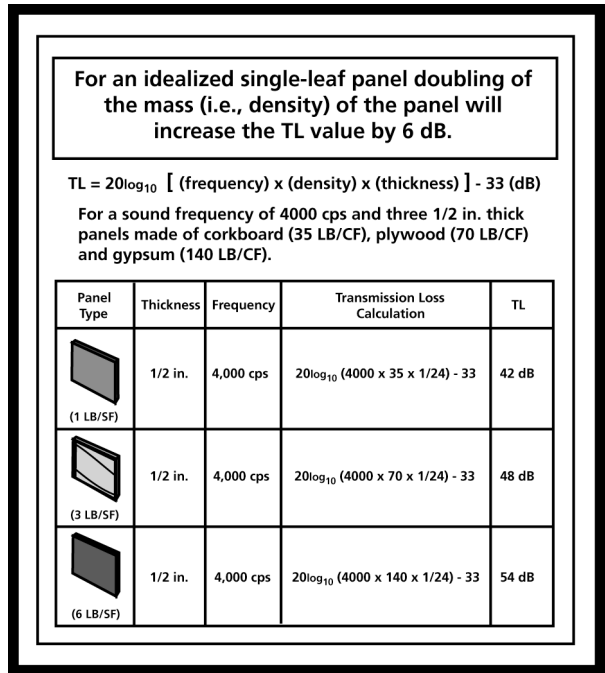 For an idealized single-leaf panel doubling of
the mass (i.e., density) of the panel will
increase the TL value by 6 dB.
TL = 20log10 [ (frequency) x (density) x (thickness) ] - 33 (dB)
For a sound frequency of 4000 cps and three 1/2 in. thick
panels made of corkboard (35 LB/CF), plywood (70 LB/CF)
and gypsum (140 LB/CF).
Panel Type Thickness Frequency Transmission Loss Calculation TL
1/2 in. 4,000 cps 20log10 (4000 x 35 x 1/24) - 33 42 dB
(1 LB/SF)
1/2 in. 4,000 cps 20log10 (4000 x 70 x 1/24) - 33 48 dB
(3 LB/SF)
1/2 in. 4,000 cps 20log10 (4000 x 140 x 1/24) - 33 54 dB
(6 LB/SF)